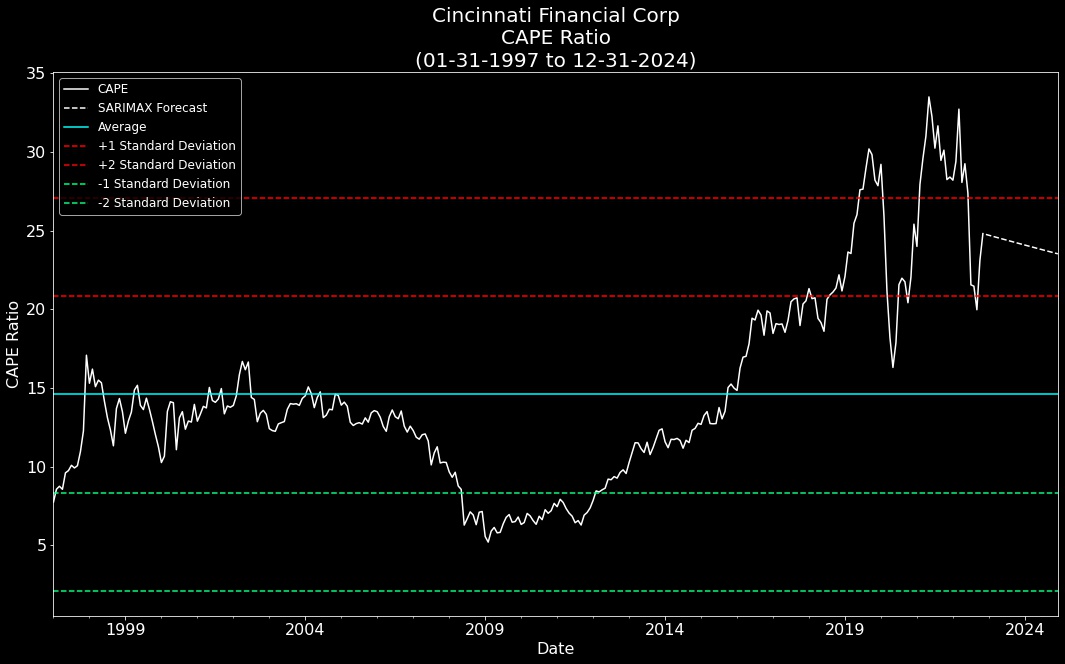 Cincinnati Financial Corp
CAPE Ratio
(01-31-1997 to 12-31-2024)
CAPE
SARIMAX Forecast
Average
+1 Standard Deviation
+2 Standard Deviation
-1 Standard Deviation
-2 Standard Deviation
35
30
25
20
15
10
5
CAPE Ratio
1999
2004
2009
2014
2019
2024
Date